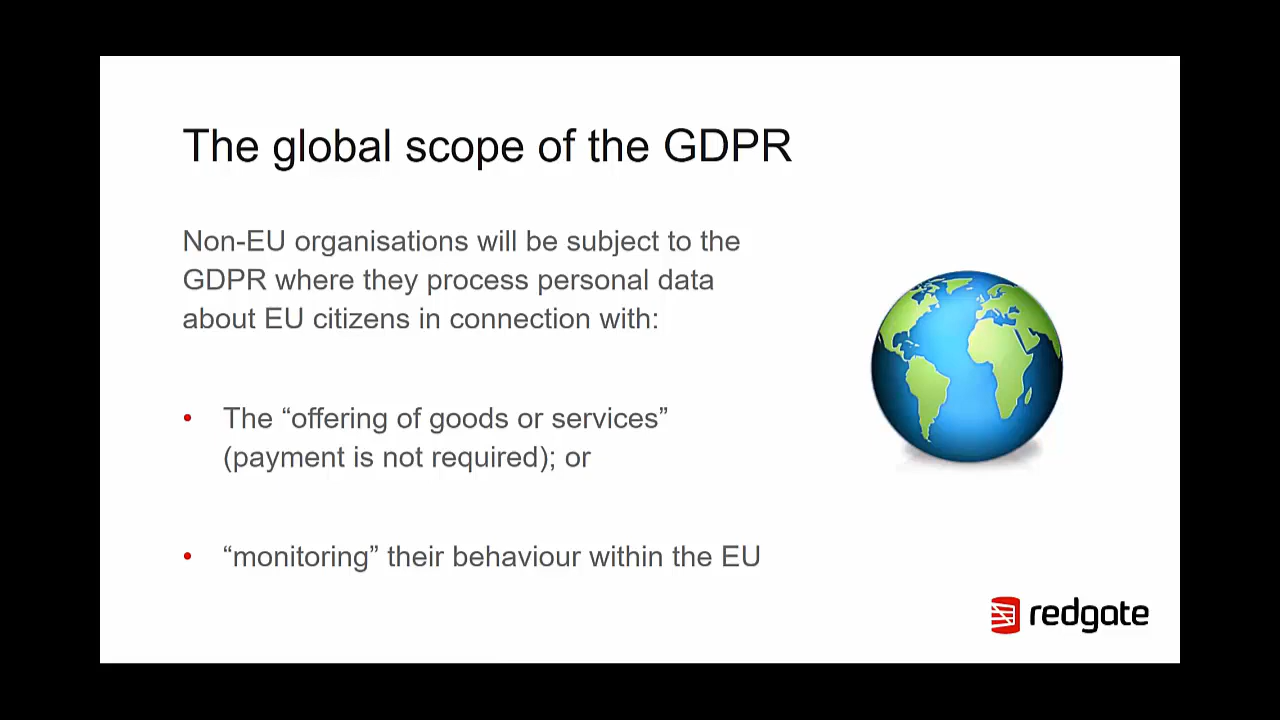 The global scope of the GDPR
Non-EU organisations will be subject to the
GDPR where they process personal data
about EU citizens in connection with:
• The “offering of goods or services”
(payment is not required); or
• “monitoring” their behaviour within the EU
redgate